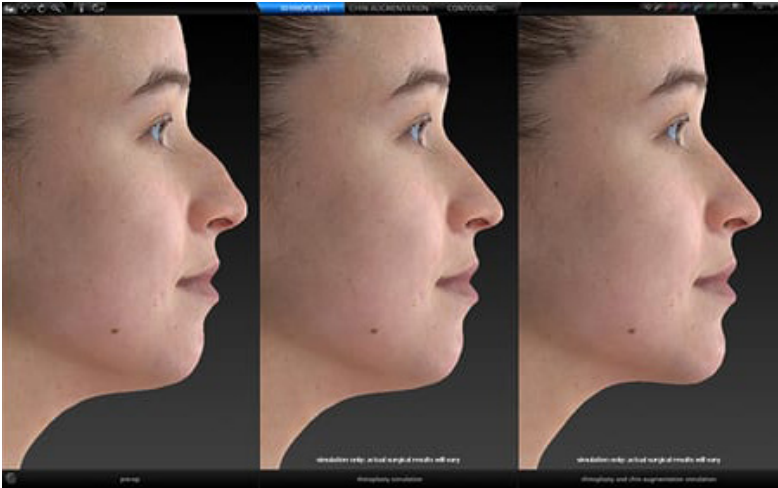 RHINOPLASTY CHIN AUGMENTATION CONTOURING
simulation only: actual surgical results will vary
simulation only: actual surgical results will vary
pre-op
rhinoplasty simulation
rhinoplasty and chin augmentation simulation